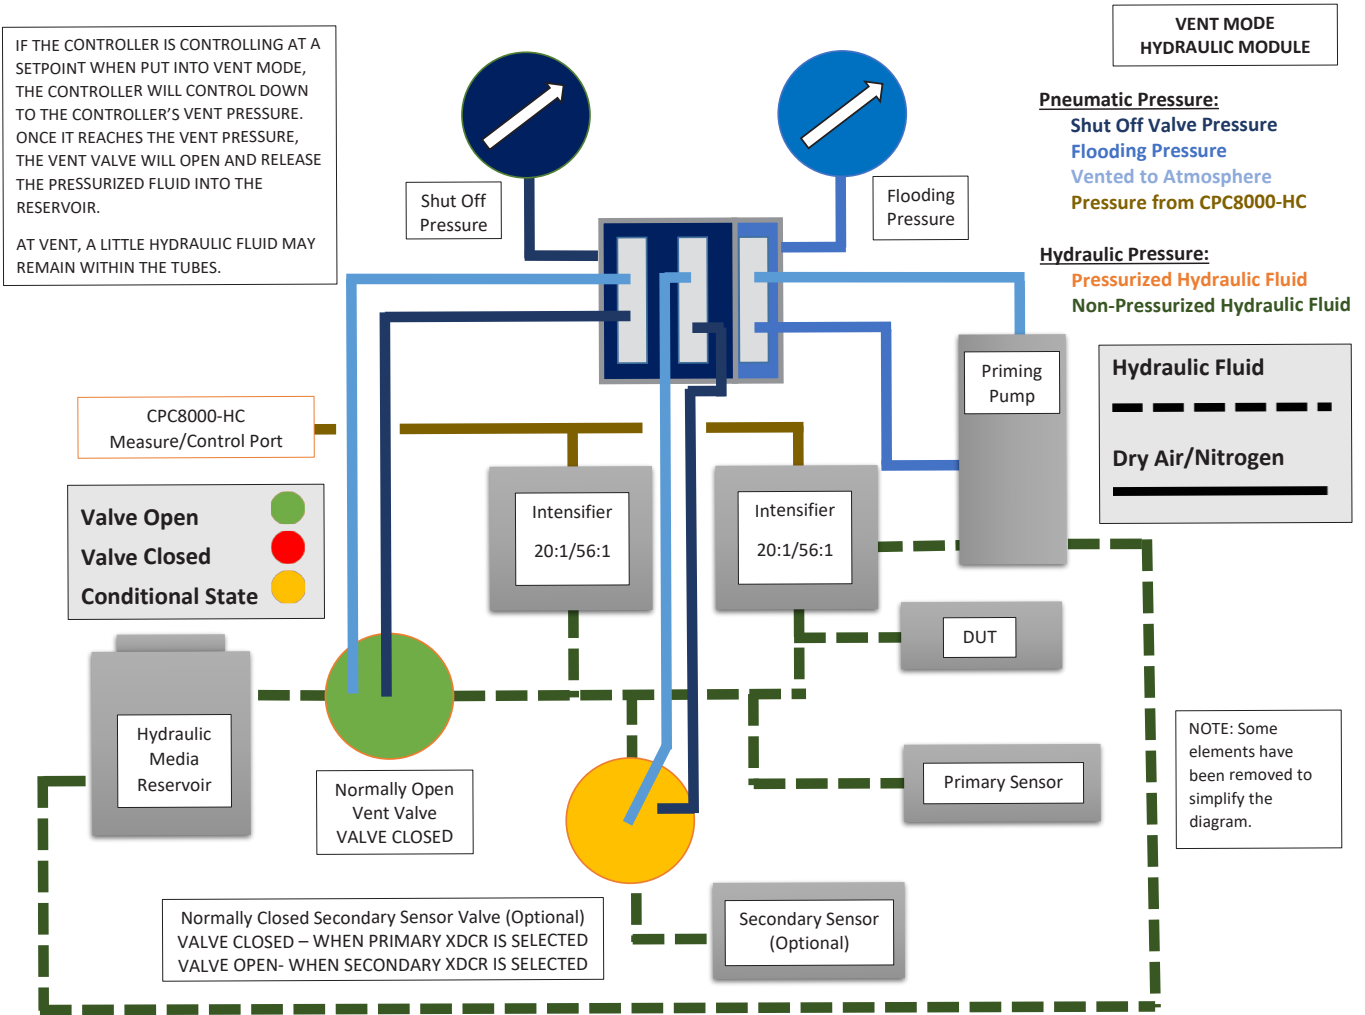 IF THE CONTROLLER IS CONTROLLING AT A
SETPOINT WHEN PUT INTO VENT MODE,
THE CONTROLLER WILL CONTROL DOWN
TO THE CONTROLLER'S VENT PRESSURE.
ONCE IT REACHES THE VENT PRESSURE,
THE VENT VALVE WILL OPEN AND RELEASE
THE PRESSURIZED FLUID INTO THE
RESERVOIR.
AT VENT, A LITTLE HYDRAULIC FLUID MAY
REMAIN WITHIN THE TUBES.
Shut Off
Pressure
Flooding
Pressure
VENT MODE
HYDRAULIC MODULE
Pneumatic Pressure:
Shut Off Valve Pressure
Flooding Pressure
Vented to Atmosphere
Pressure from CPC8000-HC
Hydraulic Pressure:
Pressurized Hydraulic Fluid
Non-Pressurized Hydraulic Fluid
Hydraulic Fluid
Dry Air/Nitrogen
Priming
Pump
CPC8000-HC
Measure/Control Port
Valve Open
Valve Closed
Conditional State
Intensifier
20:1/56:1
Intensifier
20:1/56:1
DUT
Hydraulic
Media
Reservoir
Normally Open
Vent Valve
VALVE CLOSED
Primary Sensor
NOTE: Some
elements have
been removed to
simplify the
diagram.
Normally Closed Secondary Sensor Valve (Optional)
VALVE CLOSED – WHEN PRIMARY XDCR IS SELECTED
VALVE OPEN- WHEN SECONDARY XDCR IS SELECTED
Secondary Sensor
(Optional)